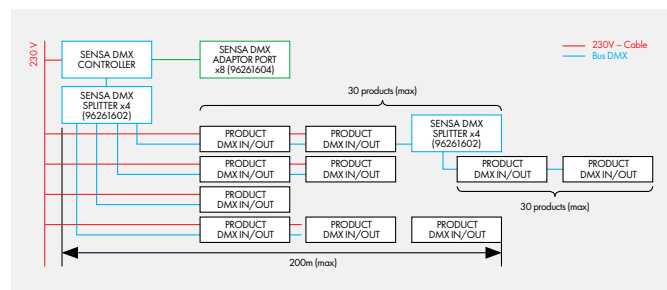 230 V
SENSA DMX
CONTROLLER
SENSA DMX
ADAPTOR PORT
x8 (96261604)
230V – Cable
Bus DMX
SENSA DMX
SPLITTER x4
(96261602)
30 products (max)
SENSA DMX
SPLITTER x4
(96261602)
PRODUCT
DMX IN/OUT
PRODUCT
DMX IN/OUT
PRODUCT
DMX IN/OUT
PRODUCT
DMX IN/OUT
PRODUCT
DMX IN/OUT
PRODUCT
DMX IN/OUT
PRODUCT
DMX IN/OUT
30 products (max)
PRODUCT
DMX IN/OUT
PRODUCT
DMX IN/OUT
PRODUCT
DMX IN/OUT
200m (max)